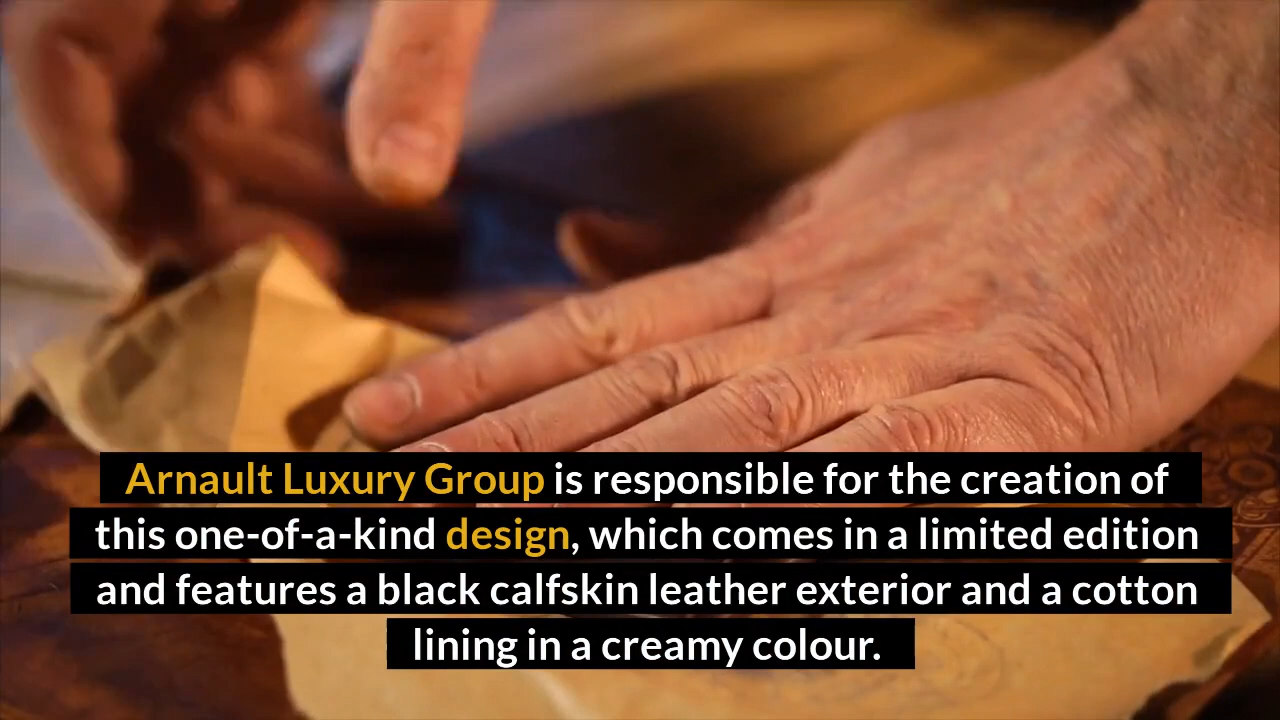 Arnault Luxury Group is responsible for the creation of
this one-of-a-kind design, which comes in a limited edition
and features a black calfskin leather exterior and a cotton
lining in a creamy colour.